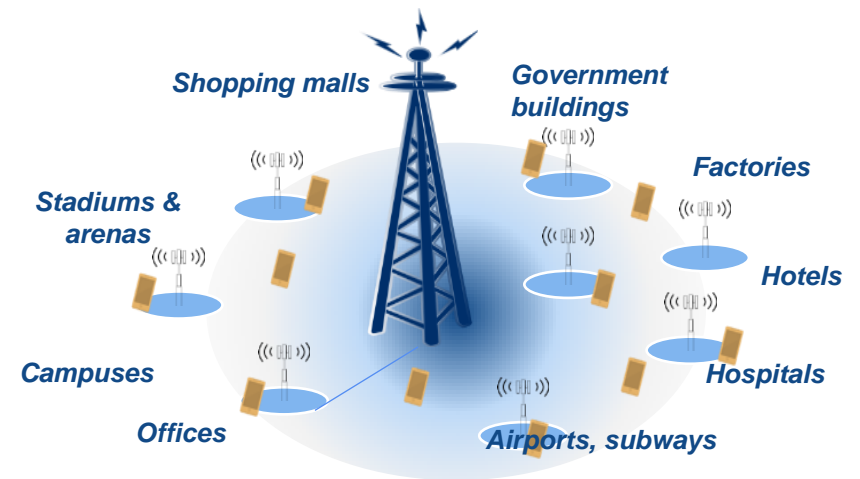 Shopping malls
Government
buildings
Factories
Stadiums &
arenas
Hotels
Campuses
Hospitals
Offices
Airports, subways